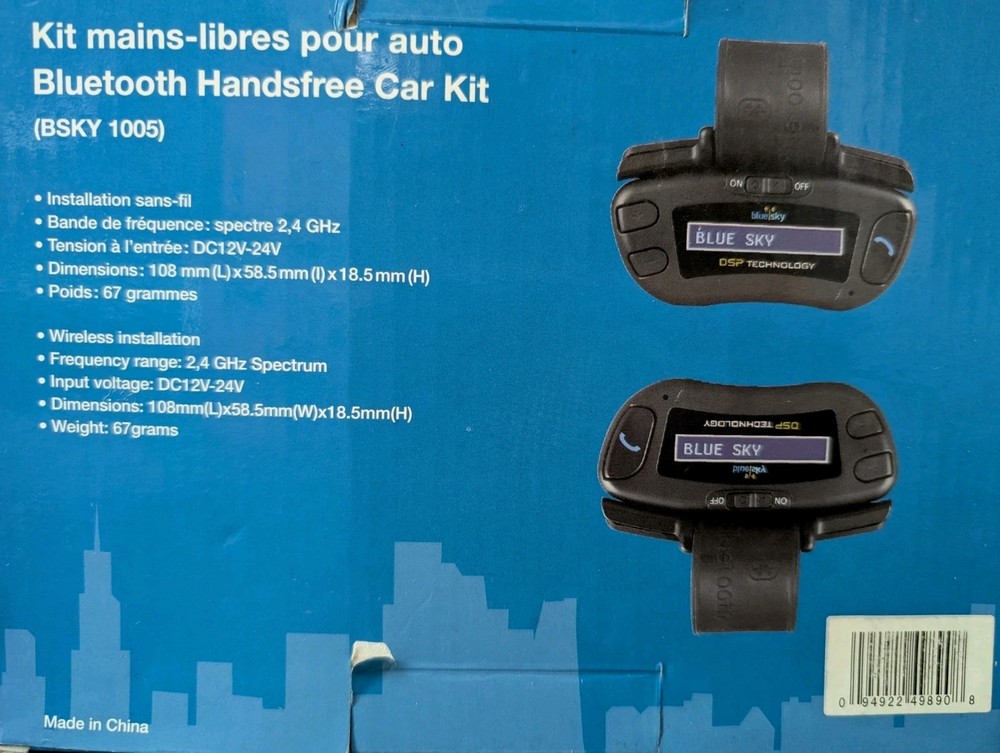 Kit mains-libres pour auto
Bluetooth Handsfree Car Kit
(BSKY 1005)
• Installation sans-fil
• Bande de fréquence: spectre 2,4 GHz
• Tension à l'entrée: DC12V-24V
• Dimensions: 108 mm (L) x 58.5 mm (l) x 18.5 mm (H)
• Poids: 67 grammes
• Wireless installation
• Frequency range: 2,4 GHz Spectrum
• Input voltage: DC12V-24V
• Dimensions: 108mm(L)x58.5mm(W)x18.5mm(H)
• Weight: 67grams
ON OFF
bluesky
BLUE SKY
DSP TECHNOLOGY
DSP TECHNOLOGY
BLUE SKY
bluesky
OFF ON
Made in China
0 94922 49890 8